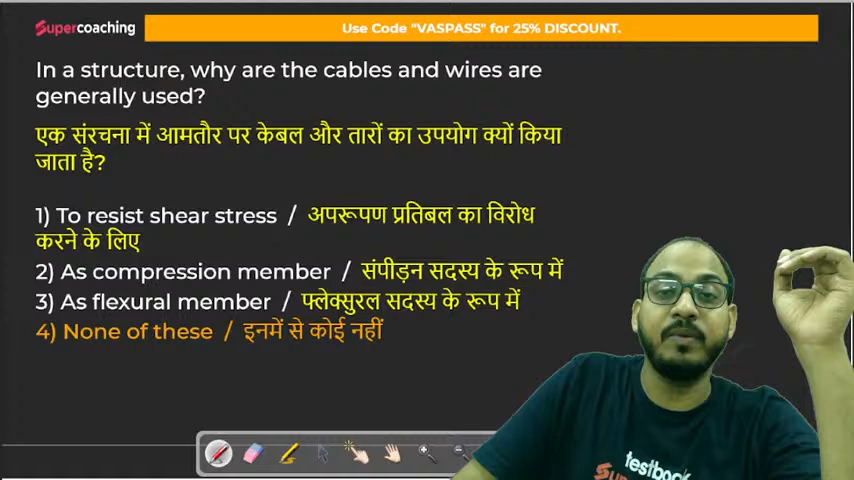 Supercoaching
Use Code "VASPASS" for 25% DISCOUNT.
In a structure, why are the cables and wires are
generally used?
एक संरचना में आमतौर पर केबल और तारों का उपयोग क्यों किया
जाता है?
1) To resist shear stress / अपरूपण प्रतिबल का विरोध
करने के लिए
2) As compression member / संपीड़न सदस्य के रूप में
3) As flexural member / फ्लेक्सुरल सदस्य के रूप में
4) None of these / इनमें से कोई नहीं
testbook